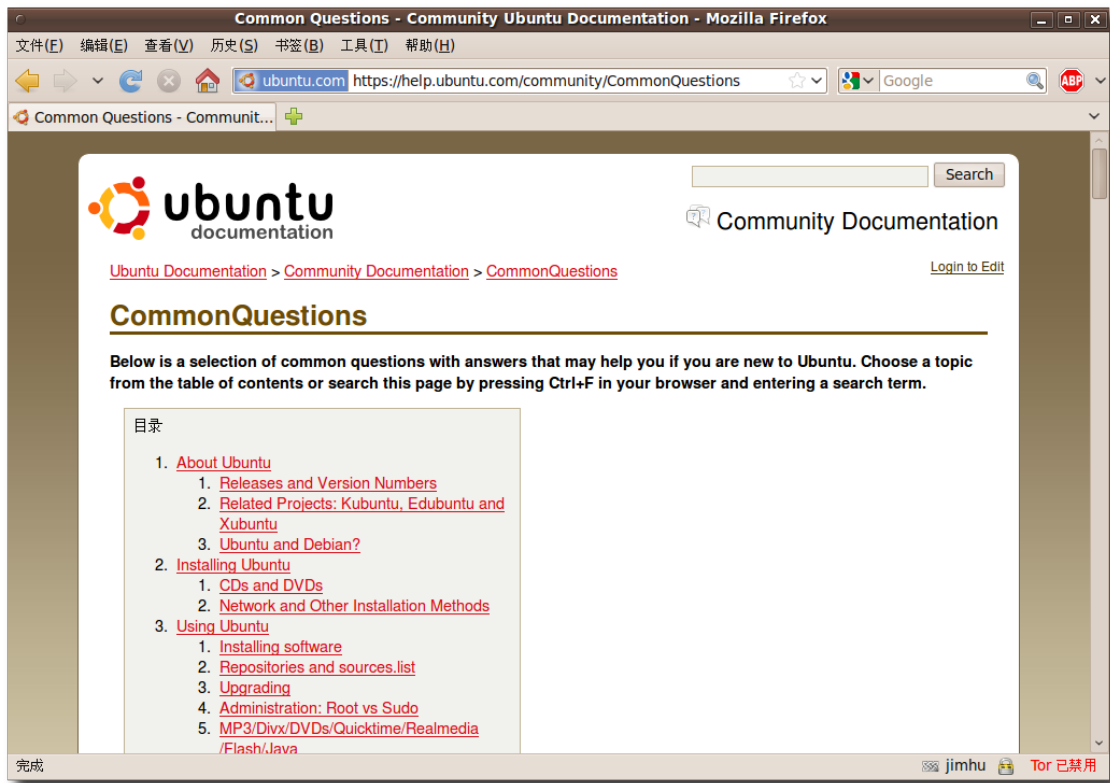 Common Questions - Community Ubuntu Documentation - Mozilla Firefox
文件(F) 编辑(E) 查看(V) 历史(S) 书签(B) 工具(T) 帮助(H)
ubuntu.com https://help.ubuntu.com/community/CommonQuestions Google ABP
Common Questions - Communit...
Search
ubuntu
documentation
Community Documentation
Ubuntu Documentation > Community Documentation > CommonQuestions
Login to Edit
CommonQuestions
Below is a selection of common questions with answers that may help you if you are new to Ubuntu. Choose a topic
from the table of contents or search this page by pressing Ctrl+F in your browser and entering a search term.
目录
1. About Ubuntu
1. Releases and Version Numbers
2. Related Projects: Kubuntu, Edubuntu and
Xubuntu
3. Ubuntu and Debian?
2. Installing Ubuntu
1. CDs and DVDs
2. Network and Other Installation Methods
3. Using Ubuntu
1. Installing software
2. Repositories and sources.list
3. Upgrading
4. Administration: Root vs Sudo
5. MP3/Divx/DVDs/Quicktime/Realmedia
/Flash/Java
完成 jimhu Tor 已禁用